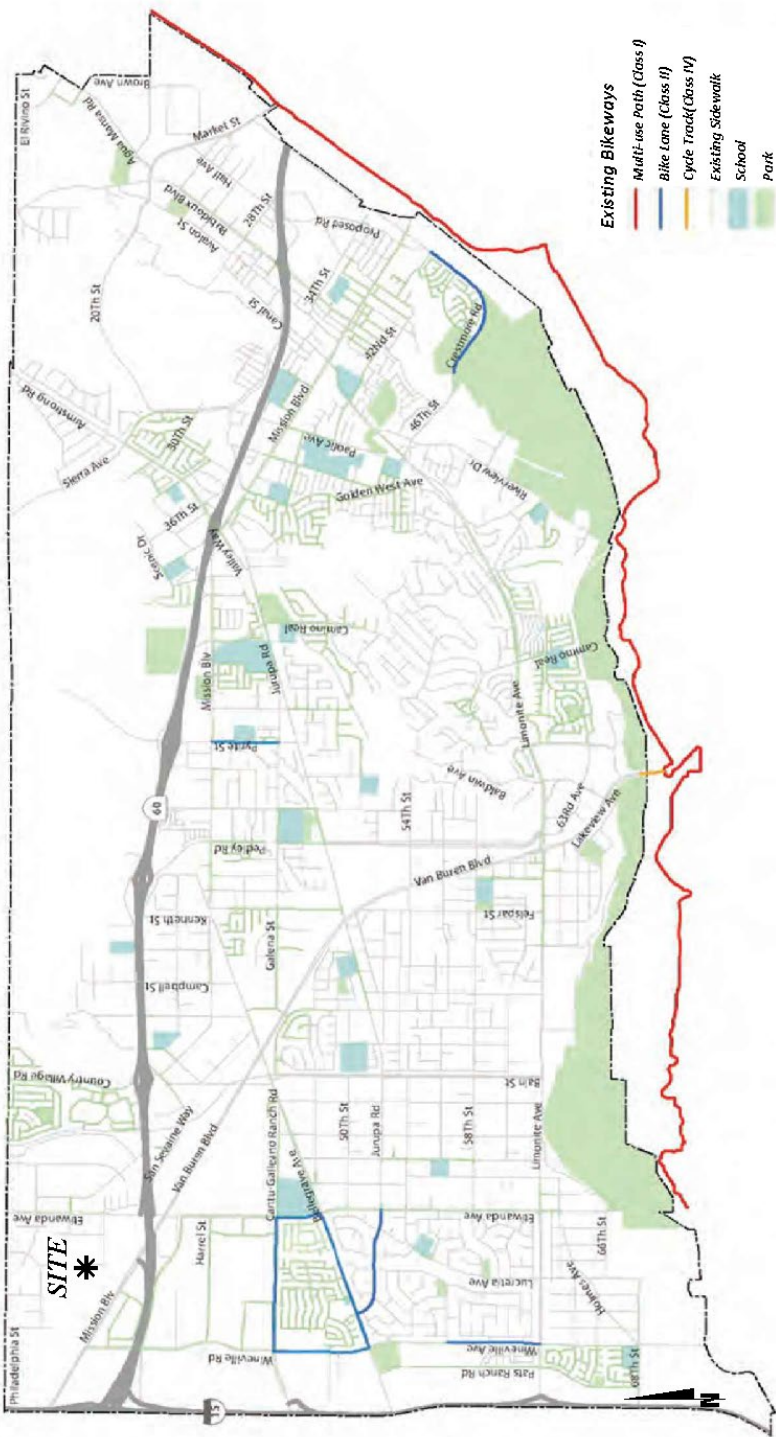 El Rivino St
Brown Ave
Agua Mansa Rd
Market St
Hall Ave
Rubidoux Blvd
Avalon St
28Th St
20Th St
Canal St
Proposed Rd
34Th St
42Nd St
Crestmore Rd
Armstrong Rd
Sierra Ave
30Th St
36Th St
Scenic Dr
Mission Blvd
Pacific Ave
46Th St
Golden West Ave
Riverview Dr
Valley Way
Mission Blv
Jurupa Rd
Camino Real
Limonite Ave
Camino Real
Pyrite St
60
Baldwin Ave
54Th St
63Rd Ave
Lakeview Ave
Pedley Rd
Van Buren Blvd
Kenneth St
Galena St
Felspar St
Campbell St
Country Village Rd
San Sevaine Way
Van Buren Blvd
Bain St
Cantu-Galleano Ranch Rd
50Th St
Jurupa Rd
58Th St
Limonite Ave
Bellegrave Ave
Etiwanda Ave
Etiwanda Ave
SITE
*
Harrel St
Lucretia Ave
66Th St
Holmes Ave
Mission Blv
Philadelphia St
Wineville Rd
Wineville Ave
Pats Ranch Rd
68Th St
15
N
Existing Bikeways
Multi-use Path (Class I)
Bike Lane (Class II)
Cycle Track(Class IV)
Existing Sidewalk
School
Park